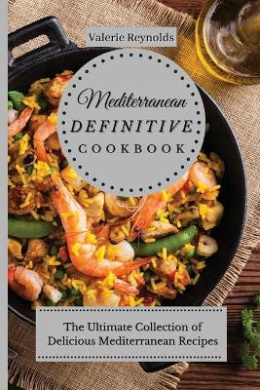 Valerie Reynolds
Mediterranean
DEFINITIVE
COOKBOOK
The Ultimate Collection of
Delicious Mediterranean Recipes